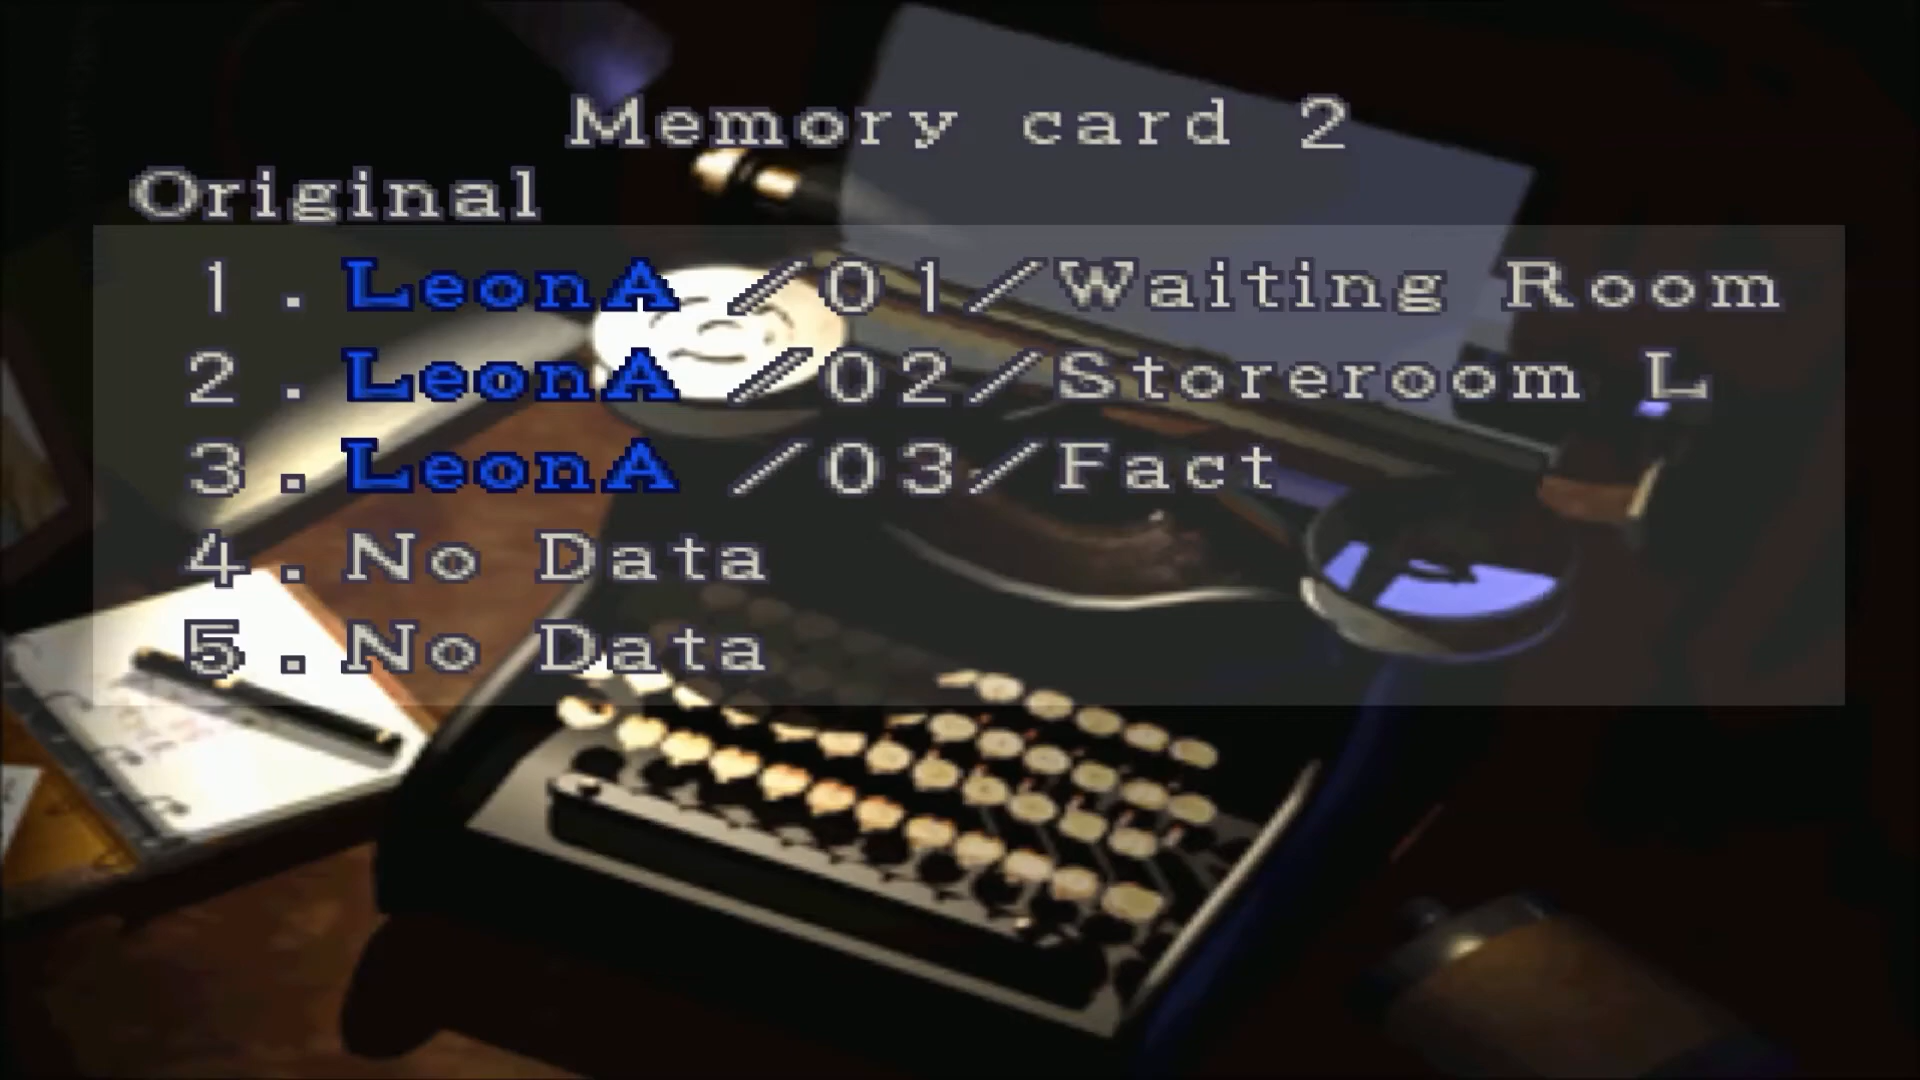 Memory card 2
Original
1. LeonA /01/Waiting Room
2. LeonA /02/Storeroom L
3. LeonA /03/Fact
4. No Data
5. No Data